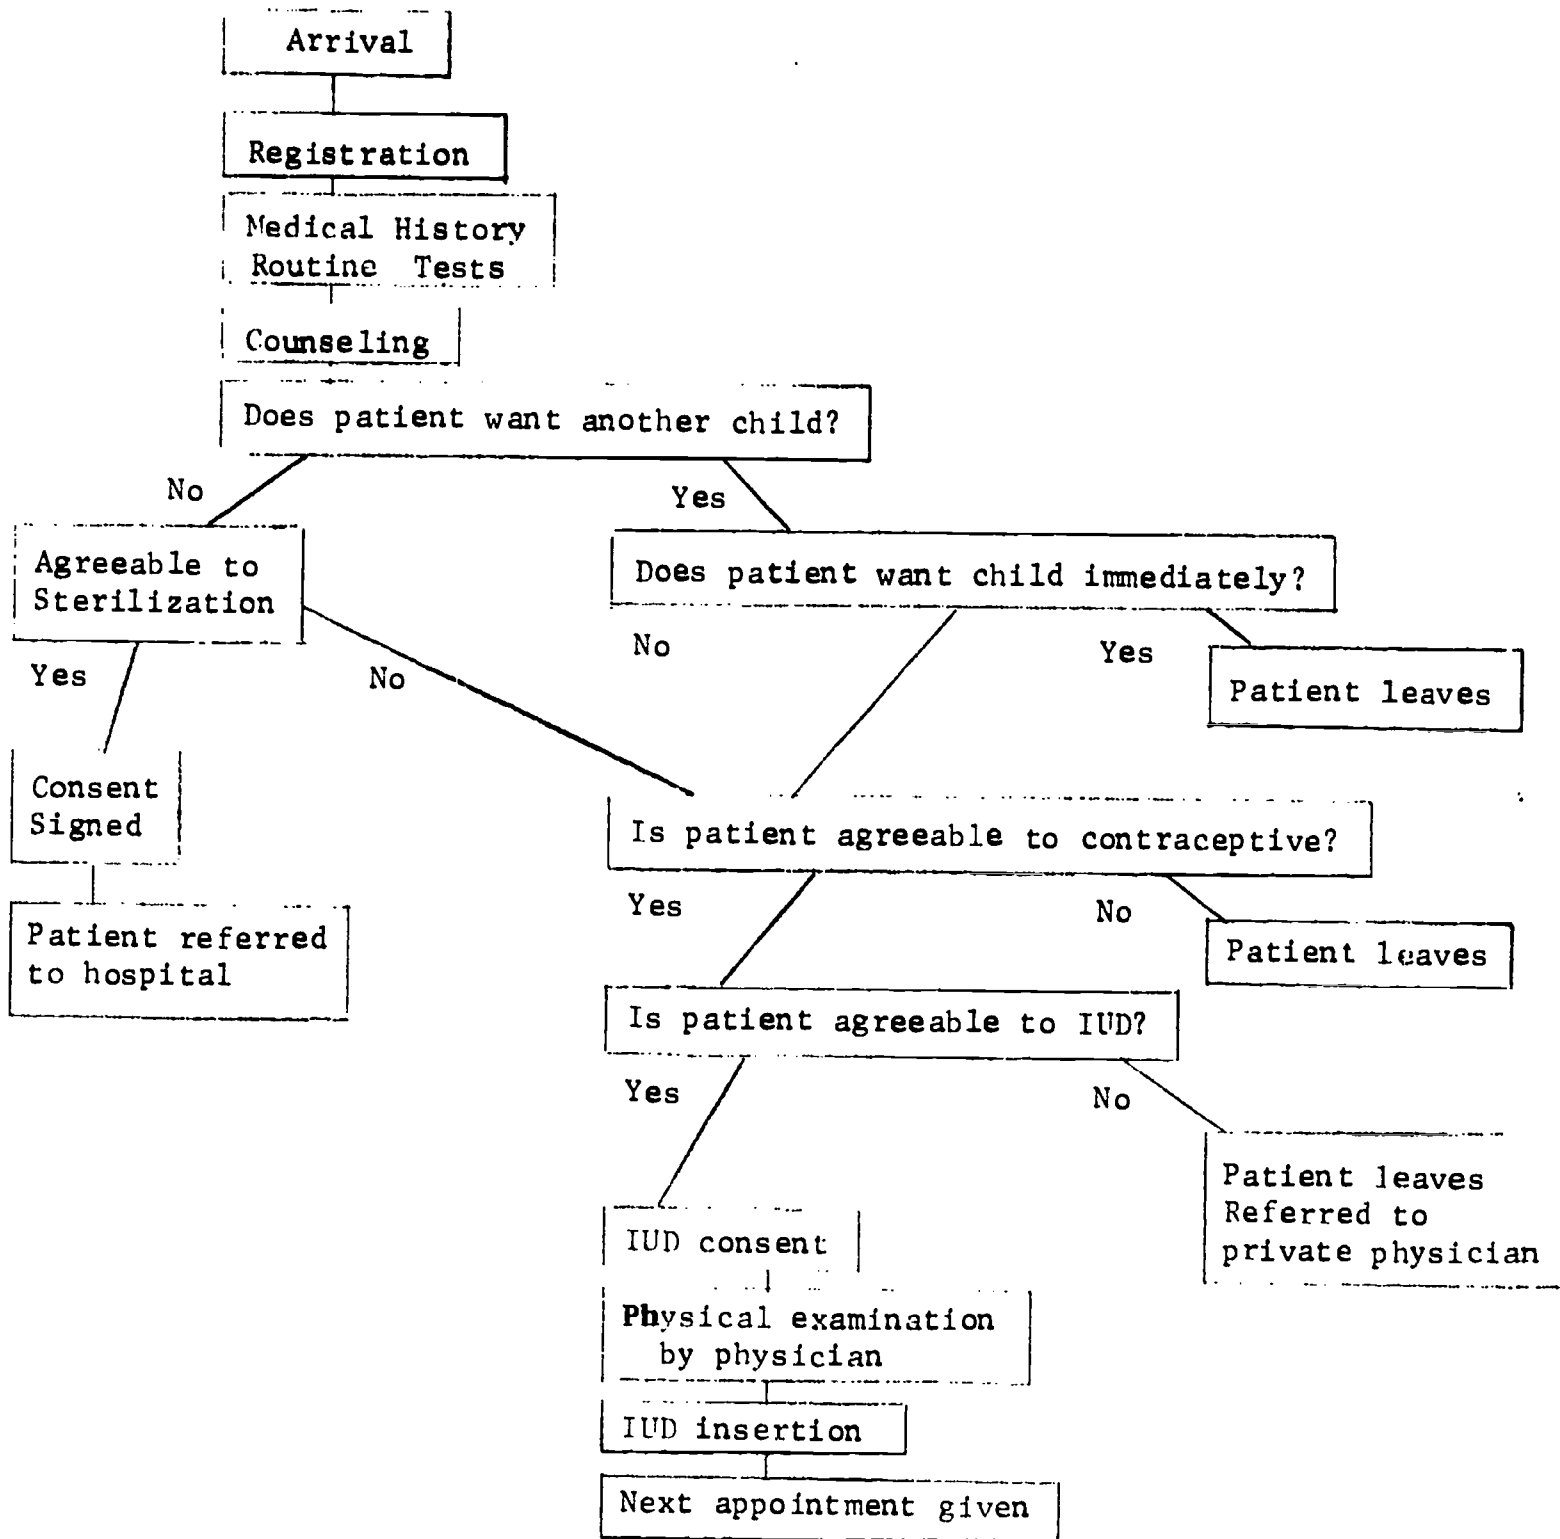 Arrival
Registration
Medical History
Routine Tests
Counseling
Does patient want another child?
No
Yes
Agreeable to
Sterilization
Does patient want child immediately?
Yes
No
No
Yes
Patient leaves
Consent
Signed
Is patient agreeable to contraceptive?
Yes
No
Patient referred
to hospital
Patient leaves
Is patient agreeable to IUD?
Yes
No
Patient leaves
Referred to
private physician
IUD consent
Physical examination
by physician
IUD insertion
Next appointment given